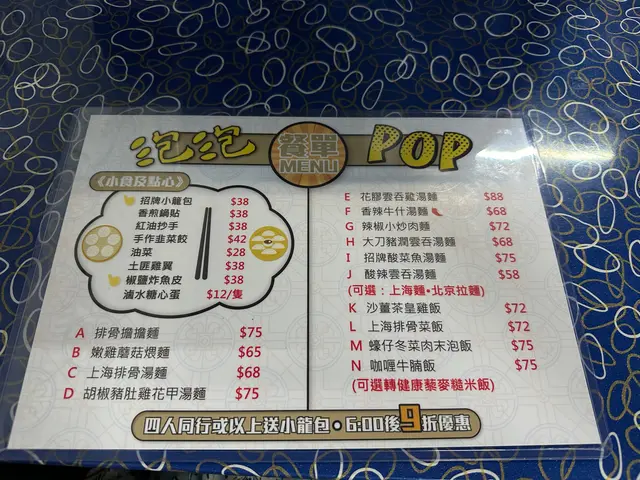 泡泡 餐單 MENU POP
《小食及點心》
招牌小龍包 $38
香煎鍋貼 $38
紅油抄手 $38
手作韭菜餃 $42
油菜 $28
土匪雞翼 $38
椒鹽炸魚皮 $38
滷水糖心蛋 $12/隻
A 排骨擔擔麵 $75
B 嫩雞蘑菇煨麵 $65
C 上海排骨湯麵 $68
D 胡椒豬肚雞花甲湯麵 $75
E 花膠雲吞雞湯麵 $88
F 香辣牛什湯麵 $68
G 辣椒小炒肉麵 $72
H 大刀豬潤雲吞湯麵 $68
I 招牌酸菜魚湯麵 $75
J 酸辣雲吞湯麵 $58
(可選：上海麵•北京拉麵)
K 沙薑茶皇雞飯 $72
L 上海排骨菜飯 $72
M 蠔仔冬菜肉末泡飯 $75
N 咖喱牛腩飯 $75
(可選轉健康藜麥糙米飯)
四人同行或以上送小龍包•6:00後9折優惠